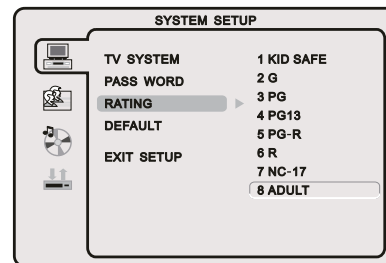 SYSTEM SETUP
TV SYSTEM
PASS WORD
RATING
DEFAULT
EXIT SETUP
1 KID SAFE
2 G
3 PG
4 PG13
5 PG-R
6 R
7 NC-17
8 ADULT